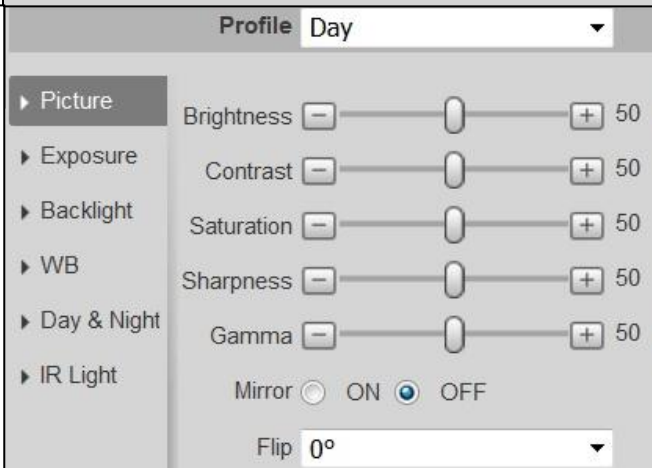 Profile Day
Picture
Exposure
Backlight
WB
Day & Night
IR Light
Brightness 50
Contrast 50
Saturation 50
Sharpness 50
Gamma 50
Mirror ON OFF
Flip 0°